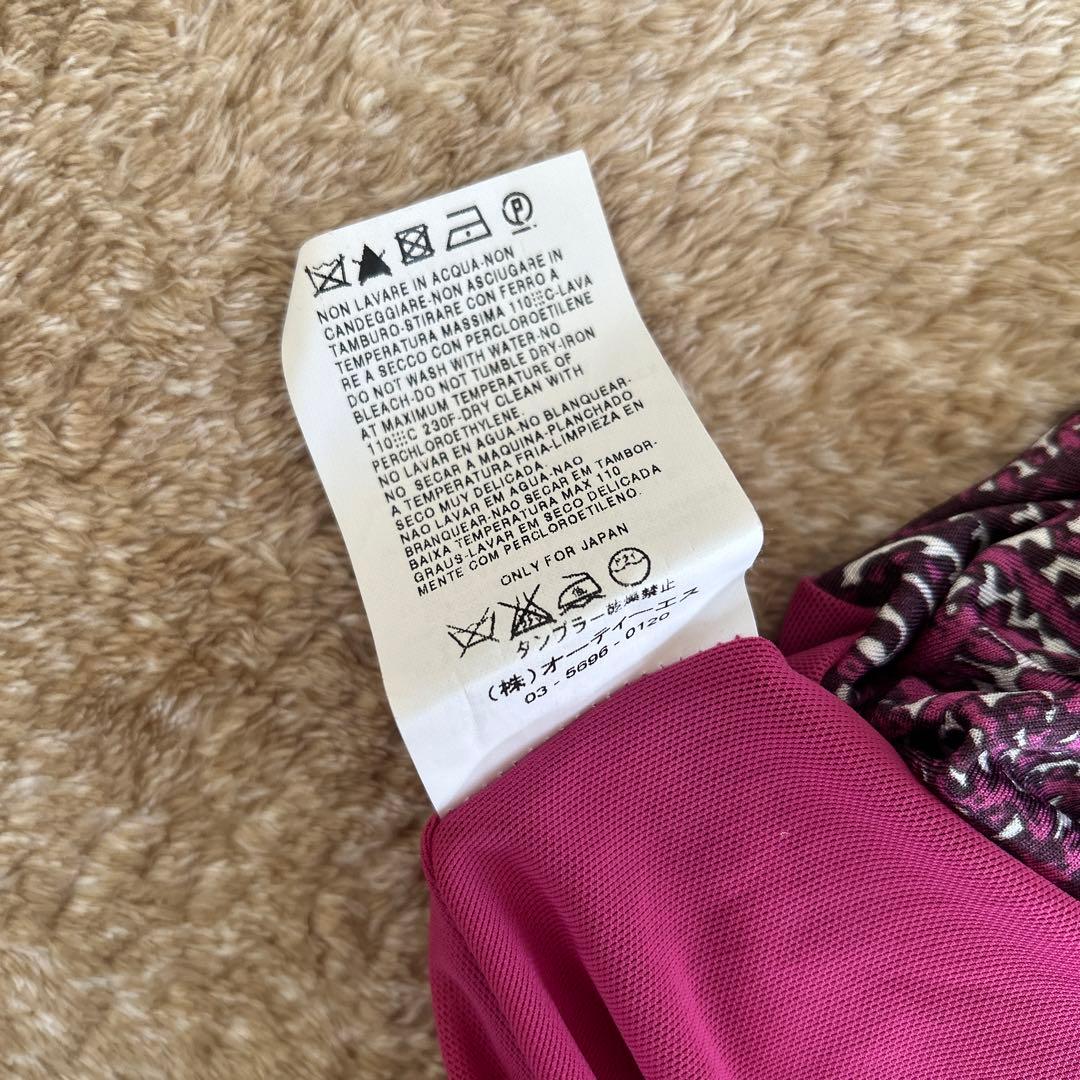 P
NON LAVARE IN ACQUA-NON
CANDEGGIARE-NON ASCIUGARE IN
TAMBURO-STIRARE CON FERRO A
TEMPERATURA MASSIMA 110°C-LAVA
RE A SECCO CON PERCLOROETILENE
DO NOT WASH WITH WATER-NO
BLEACH-DO NOT TUMBLE DRY-IRON
AT MAXIMUM TEMPERATURE OF
110°C 230F-DRY CLEAN WITH
PERCHLOROETHYLENE.
NO LAVAR EN AGUA-NO BLANQUEAR-
NO SECAR A MAQUINA-PLANCHADO
A TEMPERATURA FRIA-LIMPIEZA EN
SECO MUY DELICADA.
NAO LAVAR EM AGUA-NAO
BRANQUEAR-NAO SECAR EM TAMBOR-
BAIXA TEMPERATURA MAX 110
GRAUS-LAVAR EM SECO DELICADA
MENTE COM PERCLOROETILENO.
ONLY FOR JAPAN
タンブラー乾燥禁止
(株)オーティーエス
03-5696-0120